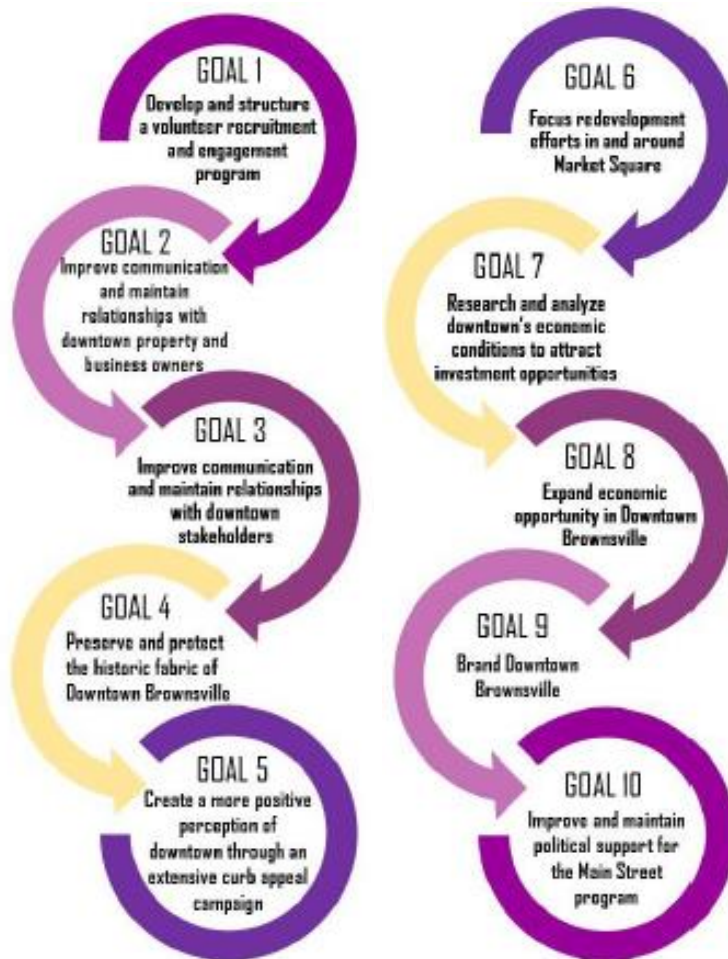 GOAL 1
Develop and structure
a volunteer recruitment
and engagement
program
GOAL 2
Improve communication
and maintain
relationships with
downtown property and
business owners
GOAL 3
Improve communication
and maintain relationships
with downtown
stakeholders
GOAL 4
Preserve and protect
the historic fabric of
Downtown Brownsville
GOAL 5
Create a more positive
perception of
downtown through an
extensive curb appeal
campaign
GOAL 6
Focus redevelopment
efforts in and around
Market Square
GOAL 7
Research and analyze
downtown's economic
conditions to attract
investment opportunities
GOAL 8
Expand economic
opportunity in Downtown
Brownsville
GOAL 9
Brand Downtown
Brownsville
GOAL 10
Improve and maintain
political support for
the Main Street
program